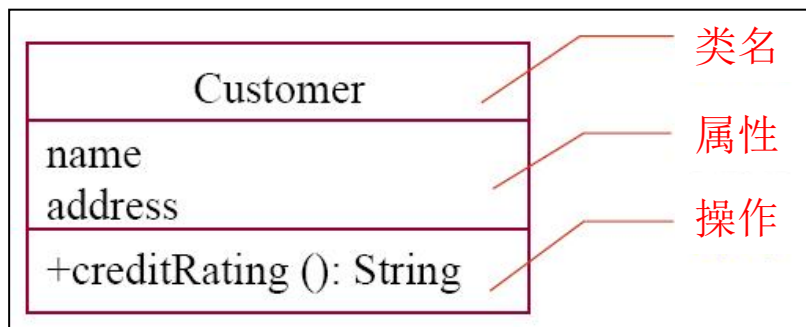 Customer
类名
name
address
属性
+creditRating (): String
操作